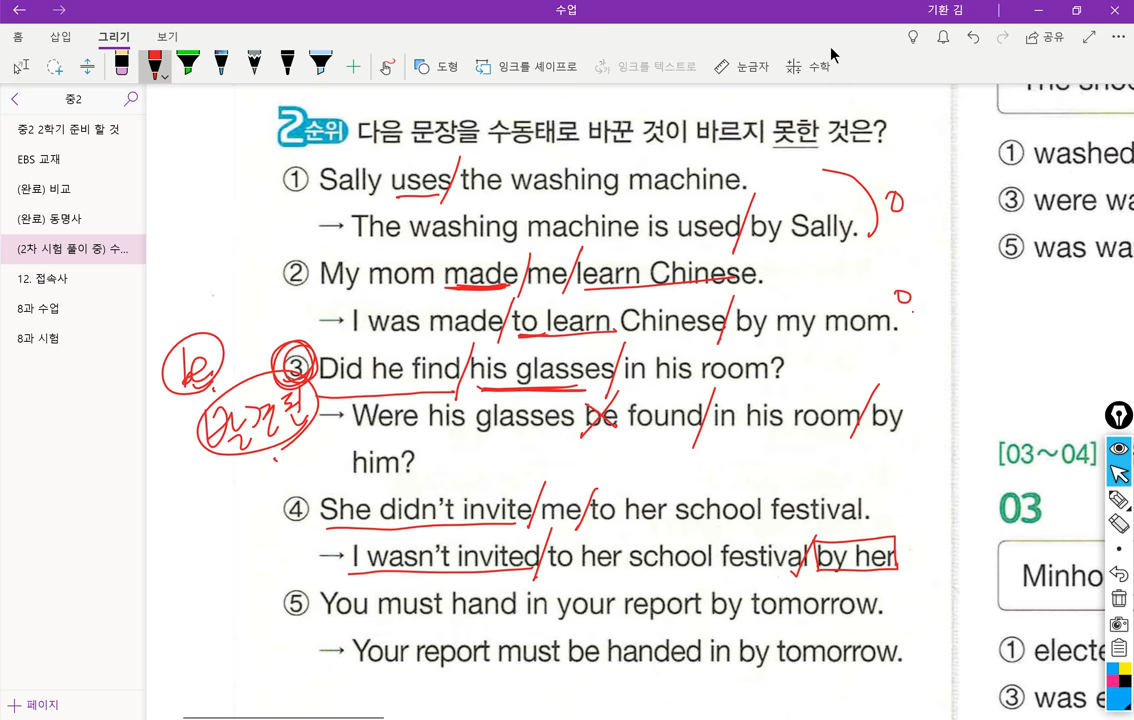 수업
기환 김
홈
삽입
그리기
보기
공유
도형
잉크를 셰이프로
잉크를 텍스트로
눈금자
수학
중2
중2 2학기 준비 할 것
EBS 교재
(완료) 비교
(완료) 동명사
(2차 시험 풀이 중) 수...
12. 접속사
8과 수업
8과 시험
페이지
2순위 다음 문장을 수동태로 바꾼 것이 바르지 못한 것은?
① Sally uses the washing machine.
→ The washing machine is used by Sally.
② My mom made me learn Chinese.
→ I was made to learn Chinese by my mom.
③ Did he find his glasses in his room?
→ Were his glasses be found in his room by
him?
④ She didn't invite me to her school festival.
→ I wasn't invited to her school festival by her
⑤ You must hand in your report by tomorrow.
→ Your report must be handed in by tomorrow.
be
발견된
① washed
③ were wa
⑤ was wa
[03~04]
03
Minho
① electe
③ was e